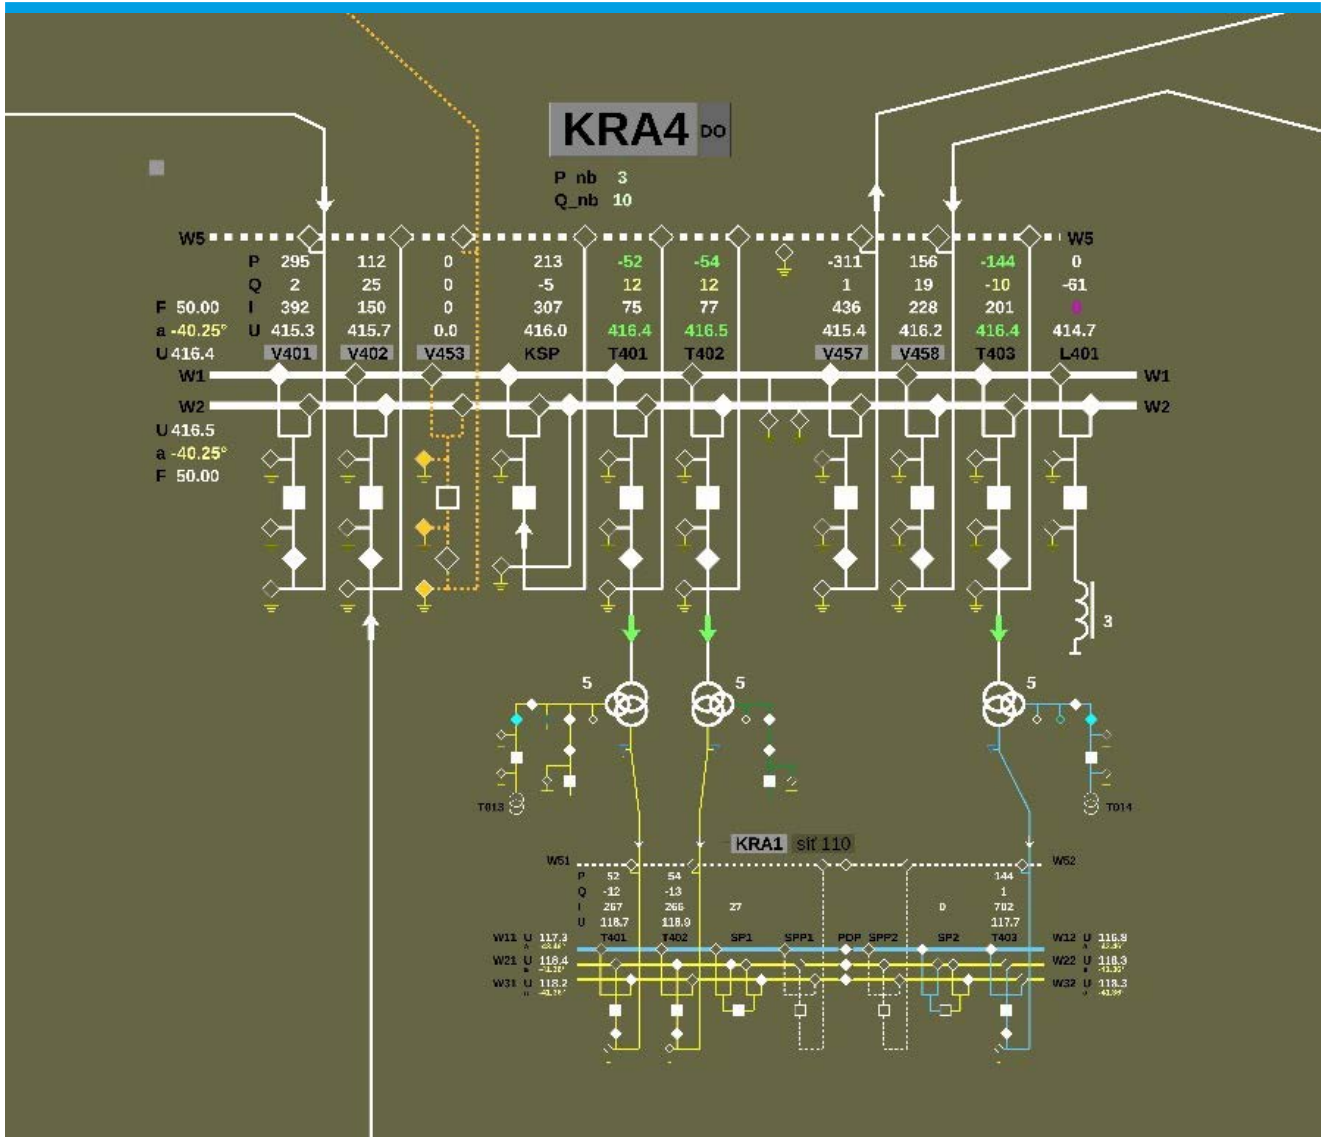 KRA4 DO
P_nb 3
Q_nb 10
W5 W5
P 295 112 0 213 -52 -54 -311 156 -144 0
Q 2 25 0 -5 12 12 1 19 -10 -61
F 50.00 I 392 150 0 307 75 77 436 228 201 0
a -40.25° U 415.3 415.7 0.0 416.0 416.4 416.5 415.4 416.2 416.4 414.7
U 416.4 V401 V402 V453 KSP T401 T402 V457 V458 T403 L401
W1 W1
W2 W2
U 416.5
a -40.25°
F 50.00
3
5 5 5
T013 T014
KRA1 síť 110
W51 W52
P 52 54 144
Q -12 -13 1
I 267 266 27 0 702
U 118.7 118.9 117.7
W11 U 117.3 T401 T402 SP1 SPP1 PDP SPP2 SP2 T403 W12 U 116.8
W21 U 118.4 W22 U 118.3
W31 U 118.2 W32 U 118.3